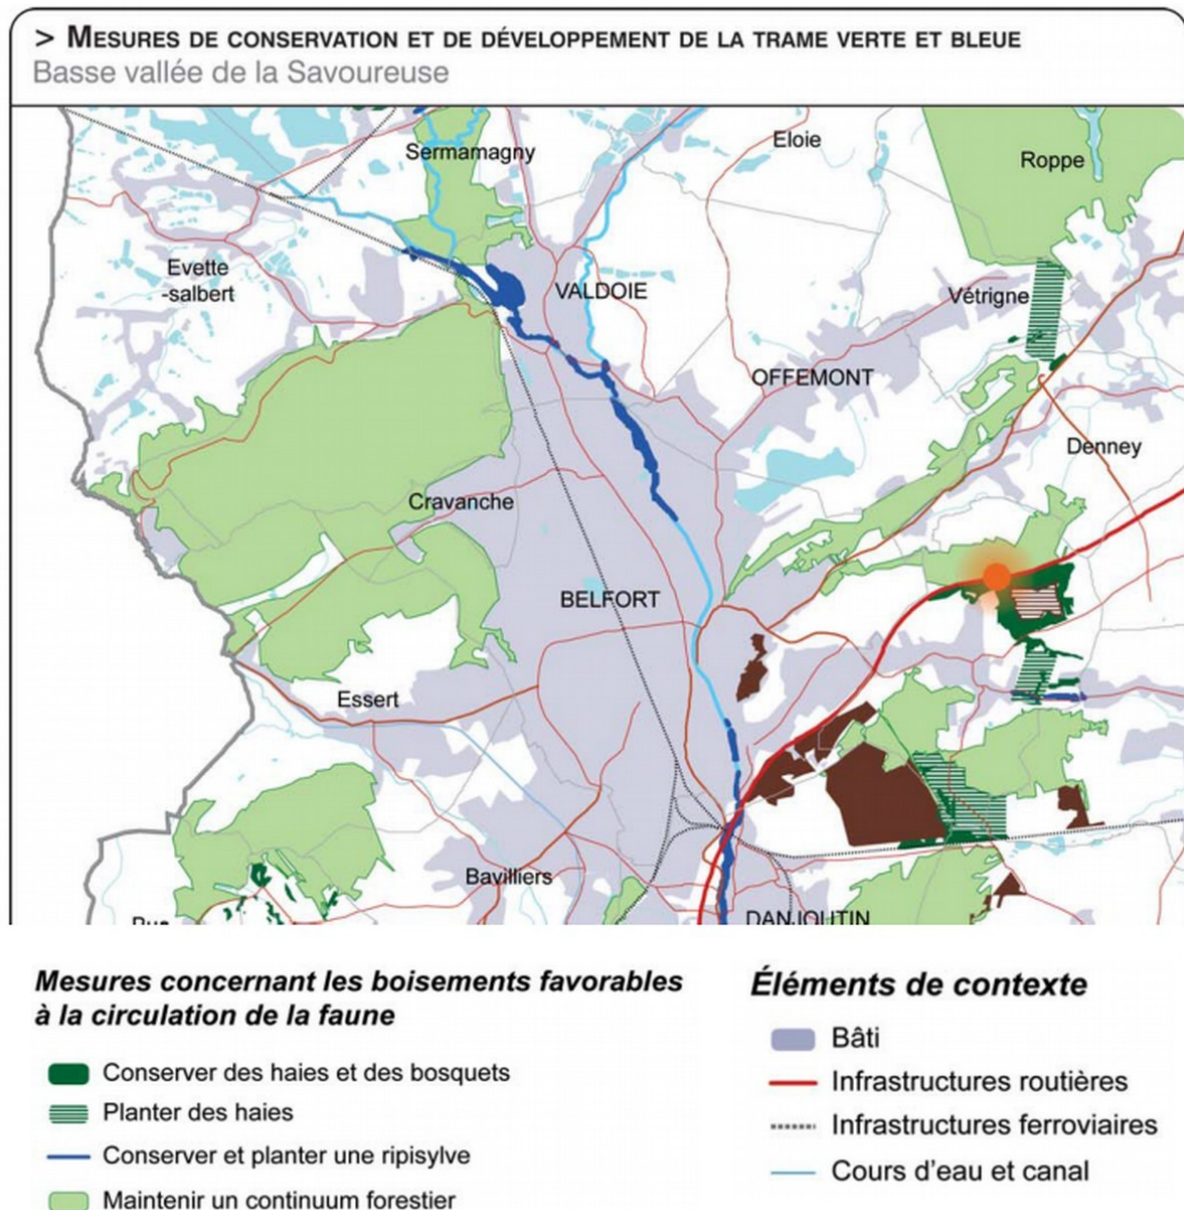 > MESURES DE CONSERVATION ET DE DÉVELOPPEMENT DE LA TRAME VERTE ET BLEUE
Basse vallée de la Savoureuse
Sermamagny
Eloie
Roppe
Evette
-salbert
VALDOIE
Vétrigne
OFFEMONT
Denney
Cravanche
BELFORT
Essert
Bavilliers
DANJOUTIN
Mesures concernant les boisements favorables
à la circulation de la faune
Conserver des haies et des bosquets
Planter des haies
Conserver et planter une ripisylve
Maintenir un continuum forestier
Éléments de contexte
Bâti
Infrastructures routières
Infrastructures ferroviaires
Cours d'eau et canal